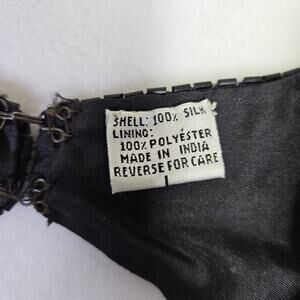 SHELL: 100% SILK
LINING:
100% POLYESTER
MADE IN INDIA
REVERSE FOR CARE